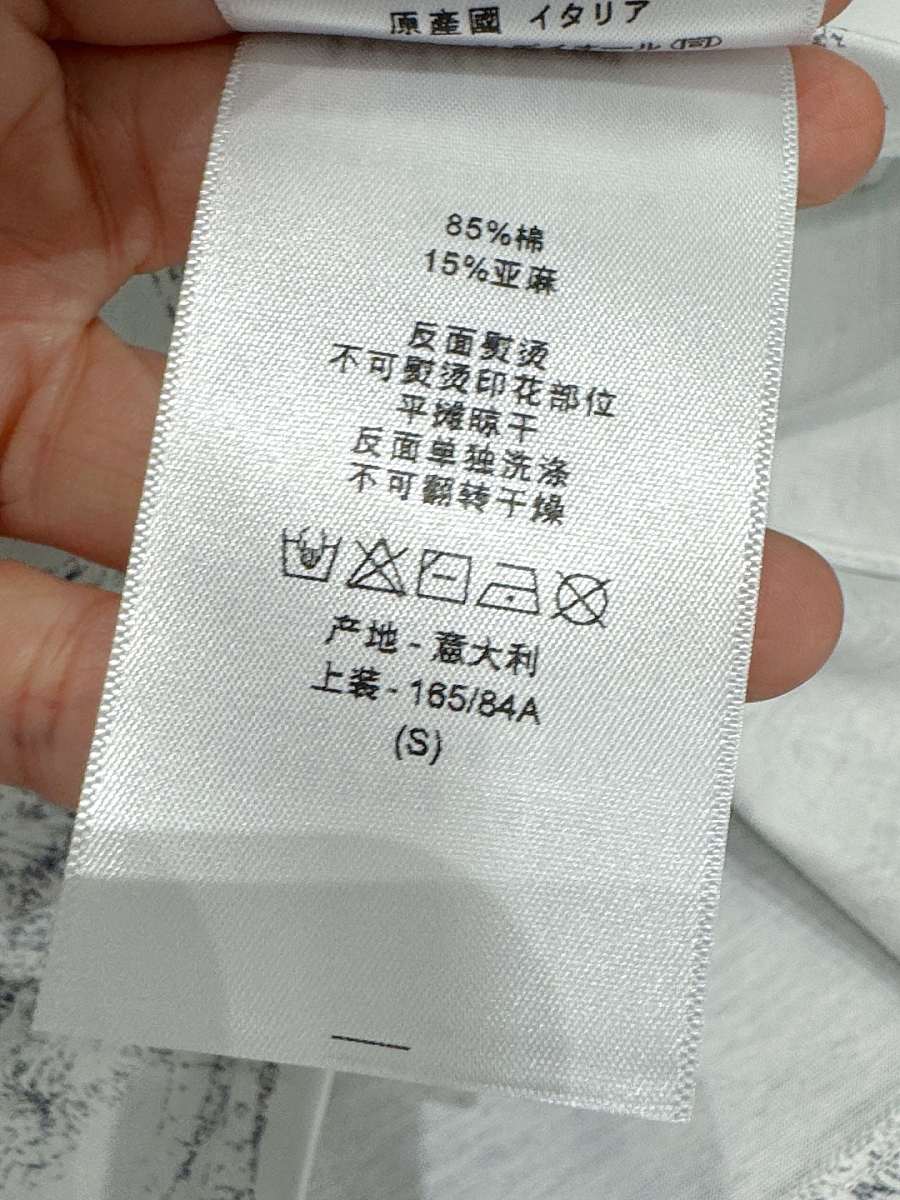 原產國 イタリア
85%棉
15%亚麻
反面熨烫
不可熨烫印花部位
平摊晾干
反面单独洗涤
不可翻转干燥
产地 - 意大利
上装 - 165/84A
(S)